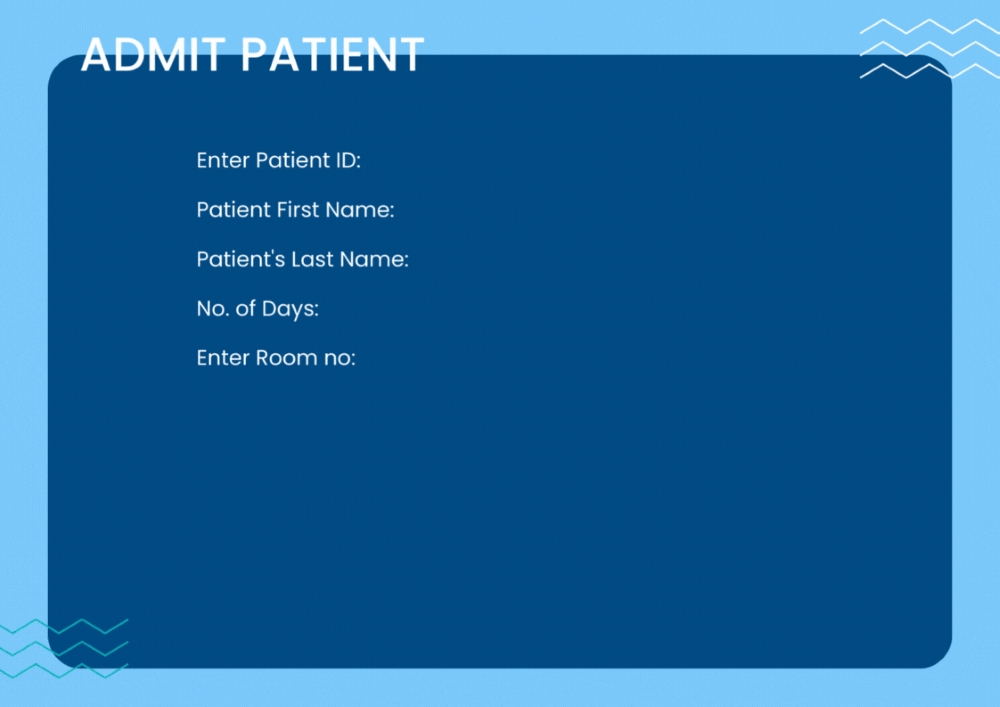 ADMIT PATIENT
Enter Patient ID:
Patient First Name:
Patient's Last Name:
No. of Days:
Enter Room no: